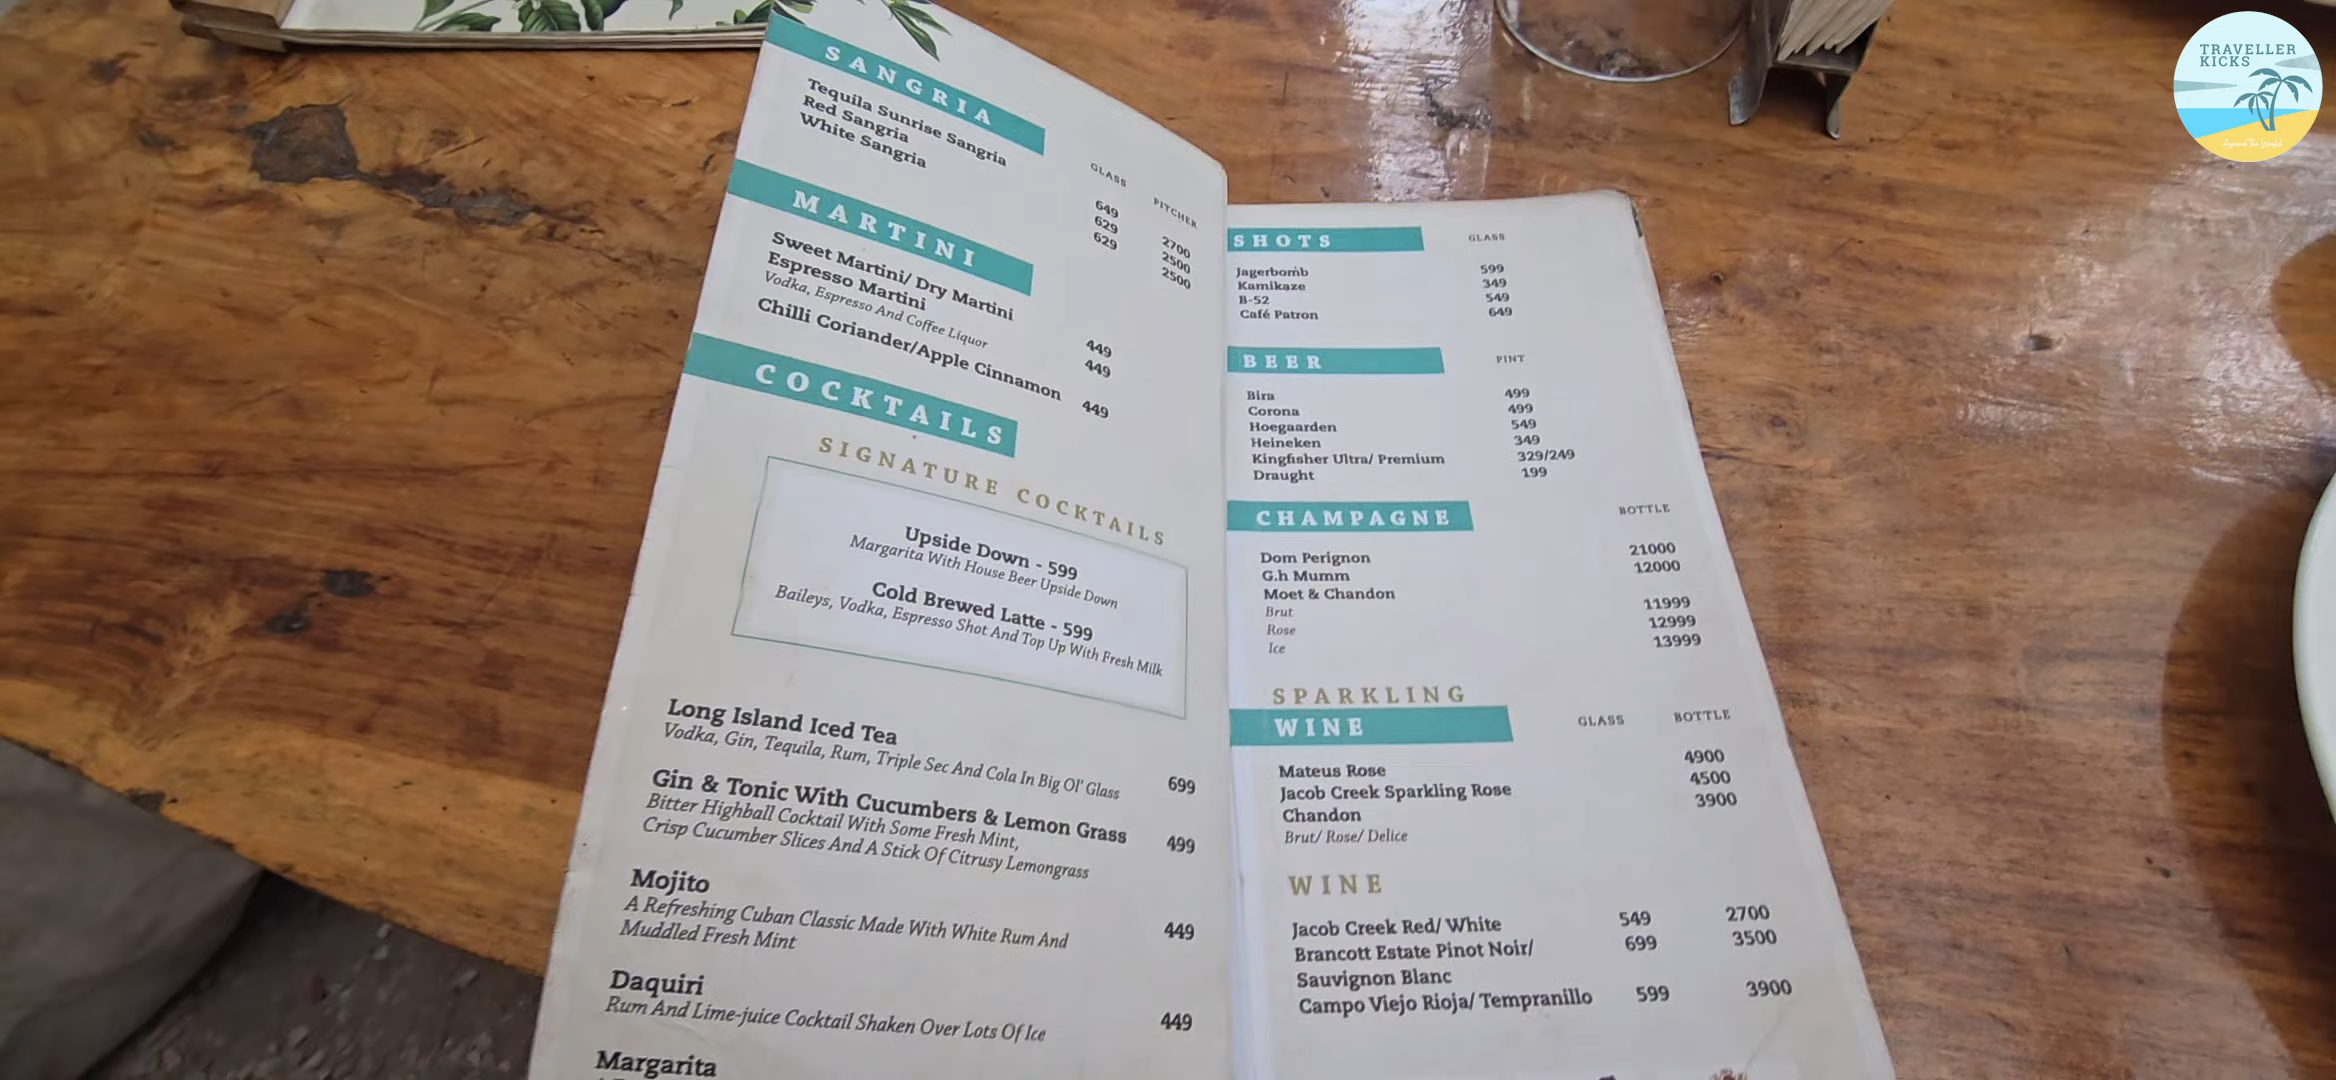 TRAVELLER
KICKS
Around The World
SANGRIA
GLASS PITCHER
Tequila Sunrise Sangria 649 2700
Red Sangria 629 2500
White Sangria 629 2500
MARTINI
Sweet Martini/ Dry Martini 449
Espresso Martini 449
Vodka, Espresso And Coffee Liquor
Chilli Coriander/Apple Cinnamon 449
COCKTAILS
SIGNATURE COCKTAILS
Upside Down - 599
Margarita With House Beer Upside Down
Cold Brewed Latte - 599
Baileys, Vodka, Espresso Shot And Top Up With Fresh Milk
Long Island Iced Tea
Vodka, Gin, Tequila, Rum, Triple Sec And Cola In Big Ol' Glass 699
Gin & Tonic With Cucumbers & Lemon Grass
Bitter Highball Cocktail With Some Fresh Mint, 499
Crisp Cucumber Slices And A Stick Of Citrusy Lemongrass
Mojito
A Refreshing Cuban Classic Made With White Rum And 449
Muddled Fresh Mint
Daquiri
Rum And Lime-juice Cocktail Shaken Over Lots Of Ice 449
Margarita
SHOTS GLASS
Jagerbomb 599
Kamikaze 349
B-52 549
Café Patron 649
BEER PINT
Bira 499
Corona 499
Hoegaarden 549
Heineken 349
Kingfisher Ultra/ Premium 329/249
Draught 199
CHAMPAGNE BOTTLE
Dom Perignon 21000
G.h Mumm 12000
Moet & Chandon
Brut 11999
Rose 12999
Ice 13999
SPARKLING
WINE GLASS BOTTLE
Mateus Rose 4900
Jacob Creek Sparkling Rose 4500
Chandon 3900
Brut/ Rose/ Delice
WINE
Jacob Creek Red/ White 549 2700
Brancott Estate Pinot Noir/ 699 3500
Sauvignon Blanc
Campo Viejo Rioja/ Tempranillo 599 3900